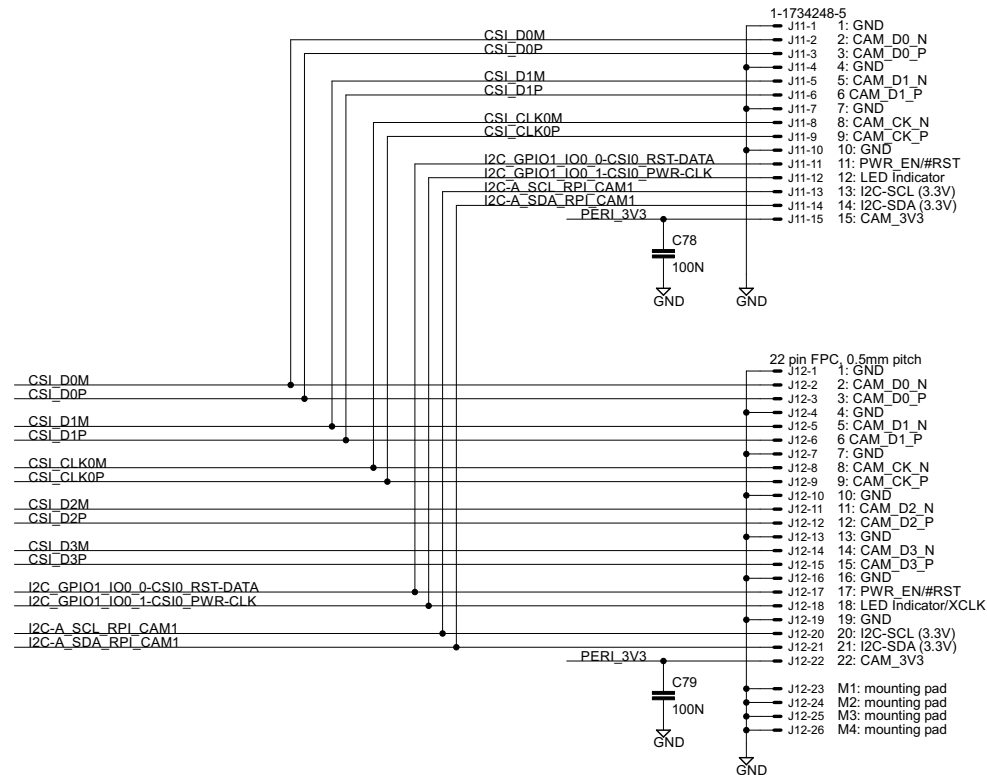 1-1734248-5
J11-1 1: GND
CSI_D0M J11-2 2: CAM_D0_N
CSI_D0P J11-3 3: CAM_D0_P
J11-4 4: GND
CSI_D1M J11-5 5: CAM_D1_N
CSI_D1P J11-6 6 CAM_D1_P
J11-7 7: GND
CSI_CLK0M J11-8 8: CAM_CK_N
CSI_CLK0P J11-9 9: CAM_CK_P
J11-10 10: GND
I2C_GPIO1_IO0_0-CSI0_RST-DATA J11-11 11: PWR_EN/#RST
I2C_GPIO1_IO0_1-CSI0_PWR-CLK J11-12 12: LED Indicator
I2C-A_SCL_RPI_CAM1 J11-13 13: I2C-SCL (3.3V)
I2C-A_SDA_RPI_CAM1 J11-14 14: I2C-SDA (3.3V)
PERI_3V3 J11-15 15: CAM_3V3
C78
100N
GND GND
22 pin FPC, 0.5mm pitch
J12-1 1: GND
CSI_D0M J12-2 2: CAM_D0_N
CSI_D0P J12-3 3: CAM_D0_P
J12-4 4: GND
CSI_D1M J12-5 5: CAM_D1_N
CSI_D1P J12-6 6 CAM_D1_P
J12-7 7: GND
CSI_CLK0M J12-8 8: CAM_CK_N
CSI_CLK0P J12-9 9: CAM_CK_P
J12-10 10: GND
CSI_D2M J12-11 11: CAM_D2_N
CSI_D2P J12-12 12: CAM_D2_P
J12-13 13: GND
CSI_D3M J12-14 14: CAM_D3_N
CSI_D3P J12-15 15: CAM_D3_P
J12-16 16: GND
I2C_GPIO1_IO0_0-CSI0_RST-DATA J12-17 17: PWR_EN/#RST
I2C_GPIO1_IO0_1-CSI0_PWR-CLK J12-18 18: LED Indicator/XCLK
J12-19 19: GND
I2C-A_SCL_RPI_CAM1 J12-20 20: I2C-SCL (3.3V)
I2C-A_SDA_RPI_CAM1 J12-21 21: I2C-SDA (3.3V)
PERI_3V3 J12-22 22: CAM_3V3
C79
100N
GND
J12-23 M1: mounting pad
J12-24 M2: mounting pad
J12-25 M3: mounting pad
J12-26 M4: mounting pad
GND